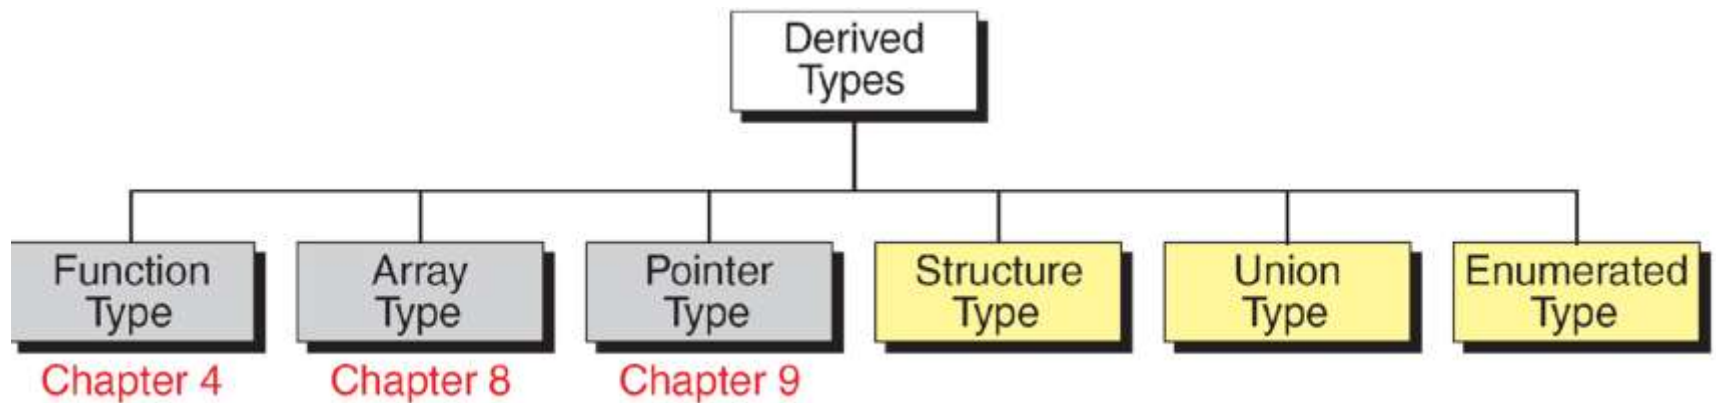 Derived
Types
Function
Type
Array
Type
Pointer
Type
Structure
Type
Union
Type
Enumerated
Type
Chapter 4
Chapter 8
Chapter 9